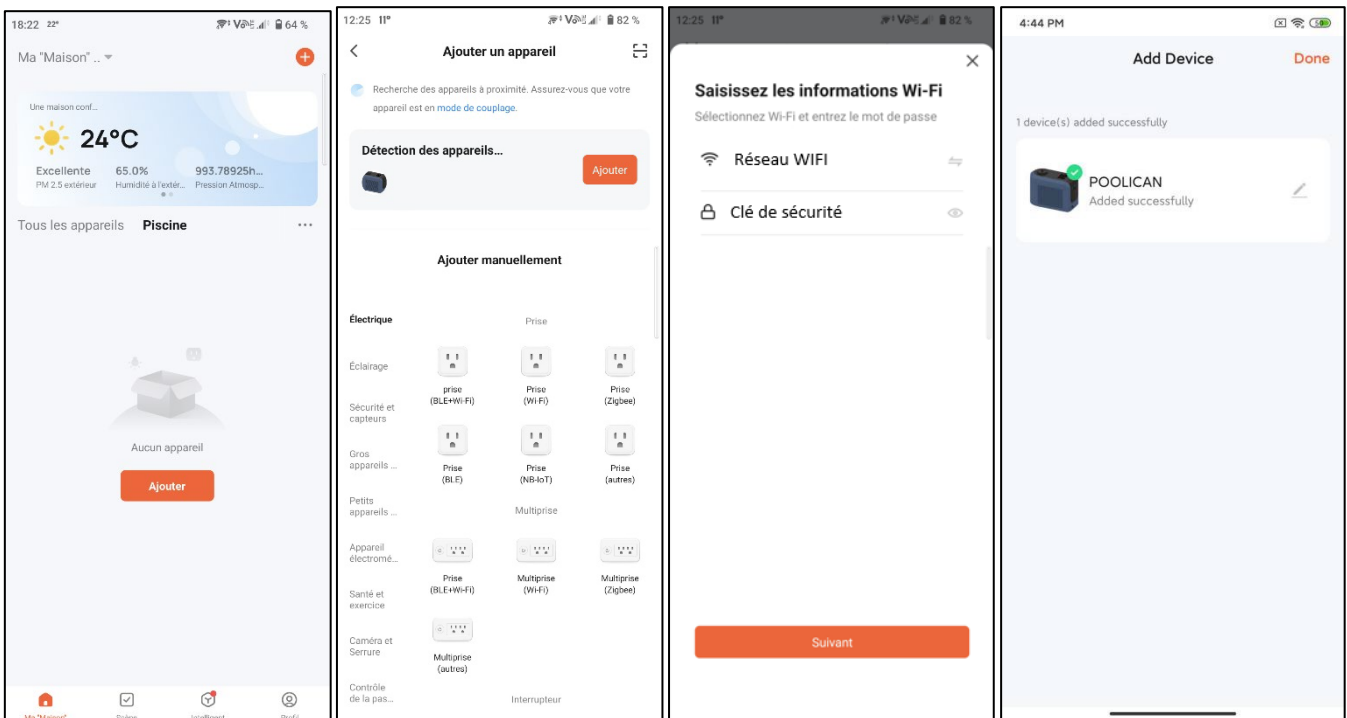 18:22 22°
64 %
Ma "Maison" ..
Une maison conf...
24°C
Excellente 65.0% 993.78925h...
PM 2.5 extérieur Humidité à l'extér... Pression Atmosp...
Tous les appareils Piscine ...
Aucun appareil
Ajouter
Ma "Maison" Scène Intelligent Profil
12:25 11°
82 %
Ajouter un appareil
Recherche des appareils à proximité. Assurez-vous que votre
appareil est en mode de couplage.
Détection des appareils...
Ajouter
Ajouter manuellement
Électrique
Éclairage
Sécurité et
capteurs
Gros
appareils ...
Petits
appareils ...
Appareil
électromé...
Santé et
exercice
Caméra et
Serrure
Contrôle
de la pas...
Prise
prise Prise Prise
(BLE+Wi-Fi) (Wi-Fi) (Zigbee)
Prise Prise Prise
(BLE) (NB-IoT) (autres)
Multiprise
Prise Multiprise Multiprise
(BLE+Wi-Fi) (Wi-Fi) (Zigbee)
Multiprise
(autres)
Interrupteur
12:25 11°
82 %
Saisissez les informations Wi-Fi
Sélectionnez Wi-Fi et entrez le mot de passe
Réseau WIFI
Clé de sécurité
Suivant
4:44 PM
50
Add Device Done
1 device(s) added successfully
POOLICAN
Added successfully